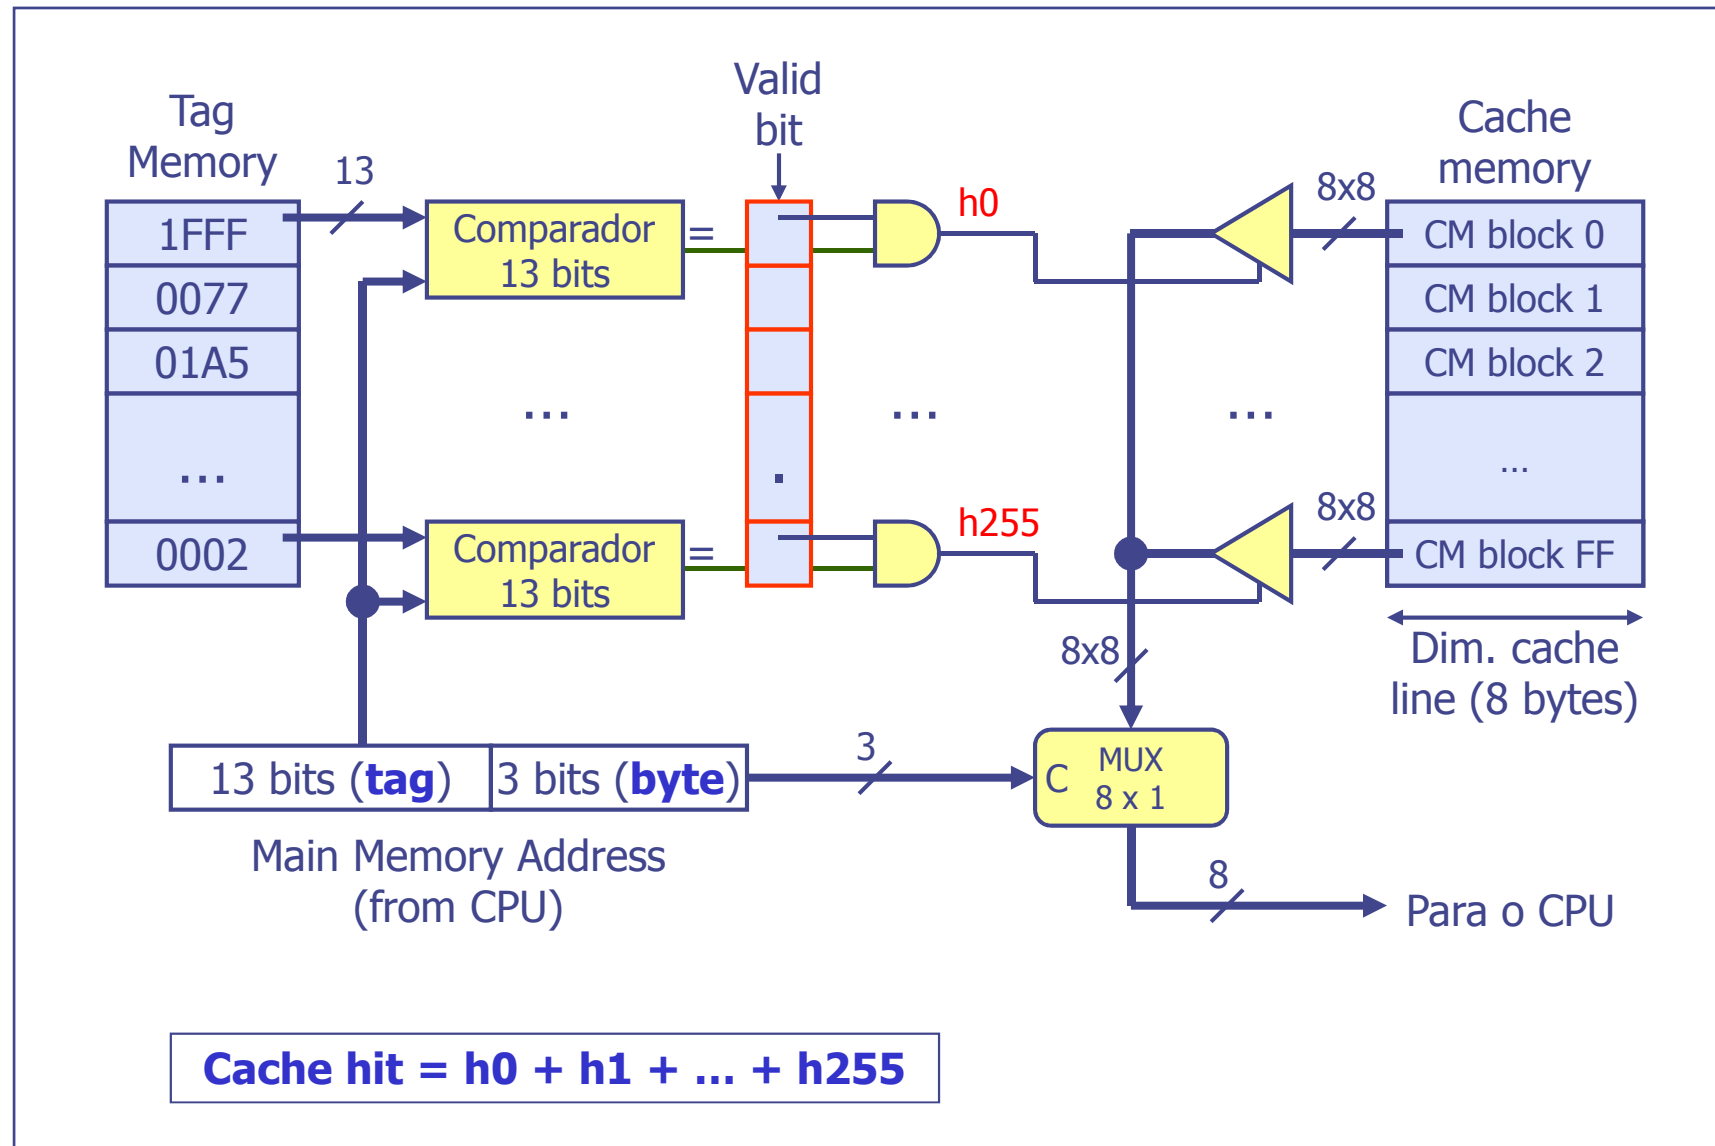 Tag
Memory
Valid
bit
Cache
memory
13
8x8
h0
1FFF
0077
01A5
...
0002
Comparador
13 bits
=
...
Comparador
13 bits
=
.
...
h255
...
8x8
CM block 0
CM block 1
CM block 2
...
CM block FF
8x8
Dim. cache
line (8 bytes)
13 bits (tag)
3 bits (byte)
3
C
MUX
8 x 1
Main Memory Address
(from CPU)
8
Para o CPU
Cache hit = h0 + h1 + ... + h255